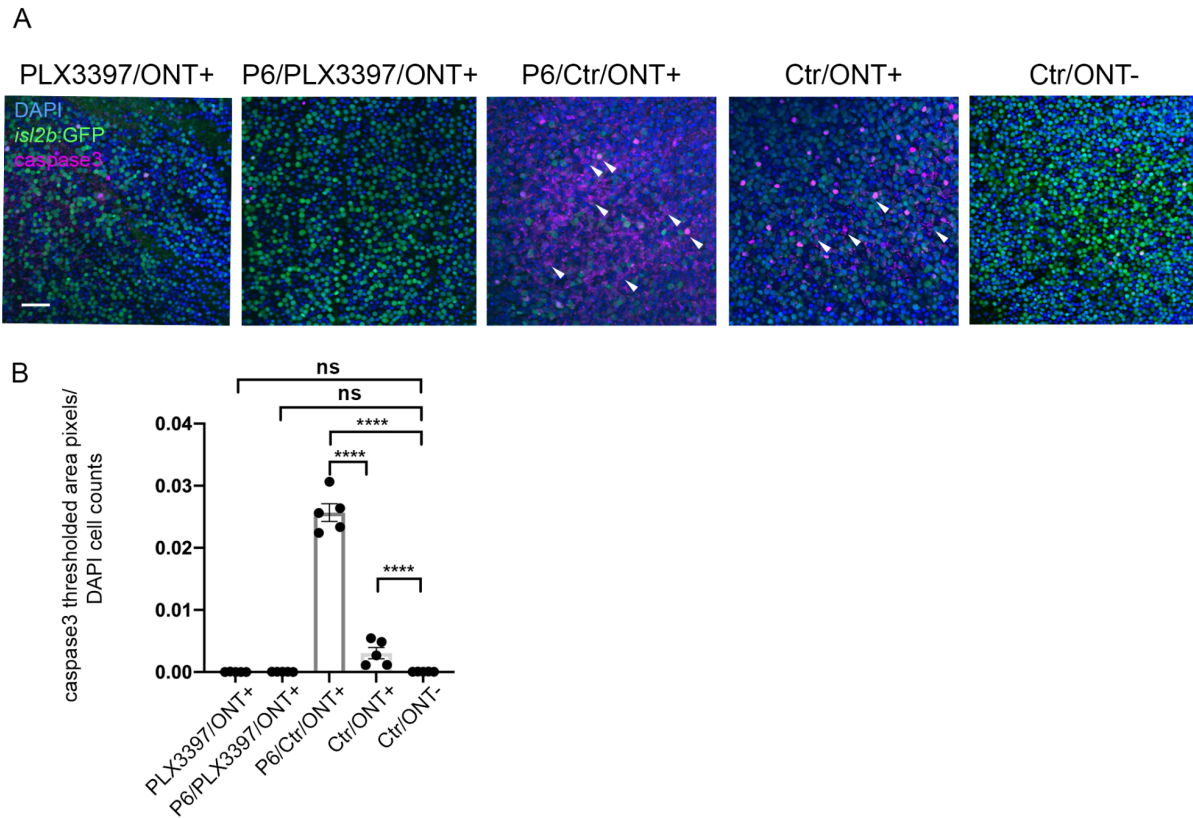 A
PLX3397/ONT+ P6/PLX3397/ONT+ P6/Ctr/ONT+ Ctr/ONT+ Ctr/ONT-
DAPI
isl2b:GFP
caspase3
B
ns
ns
****
****
****
caspase3 thresholded area pixels/
DAPI cell counts
0.04
0.03
0.02
0.01
0.00
PLX3397/ONT+
P6/PLX3397/ONT+
P6/Ctr/ONT+
Ctr/ONT+
Ctr/ONT-